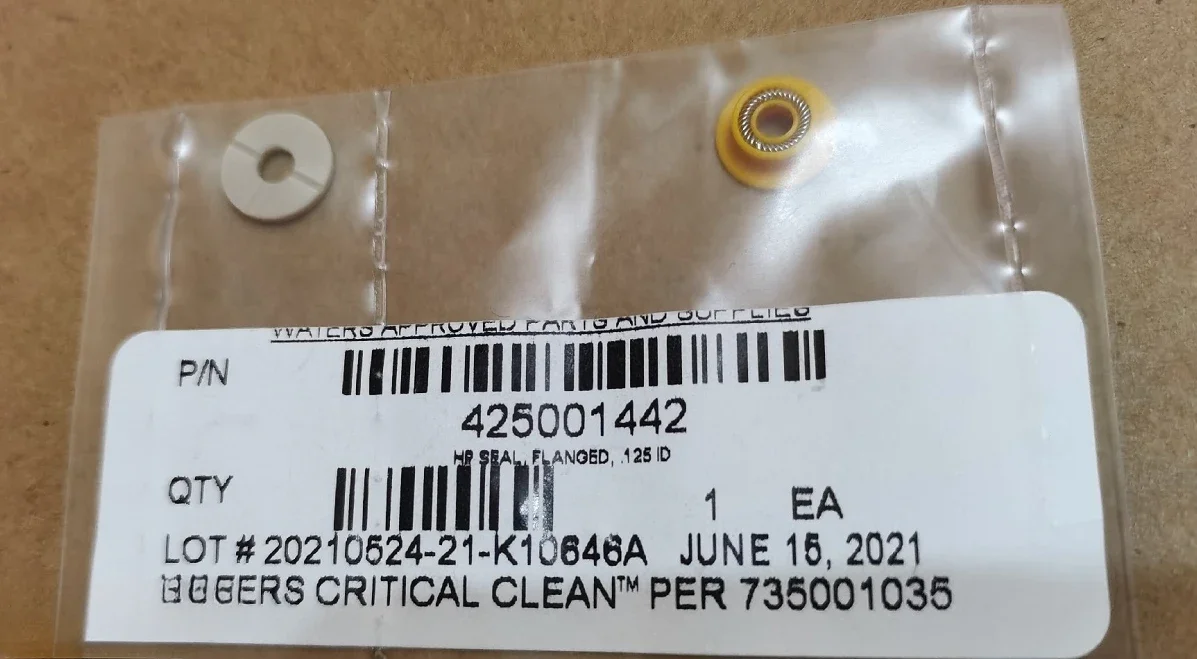 WATERS APPROVED PARTS AND SUPPLIES
P/N
425001442
HP SEAL, FLANGED, .125 ID
QTY 1 EA
LOT # 20210524-21-K10646A JUNE 15, 2021
CRITICAL CLEAN™ PER 735001035